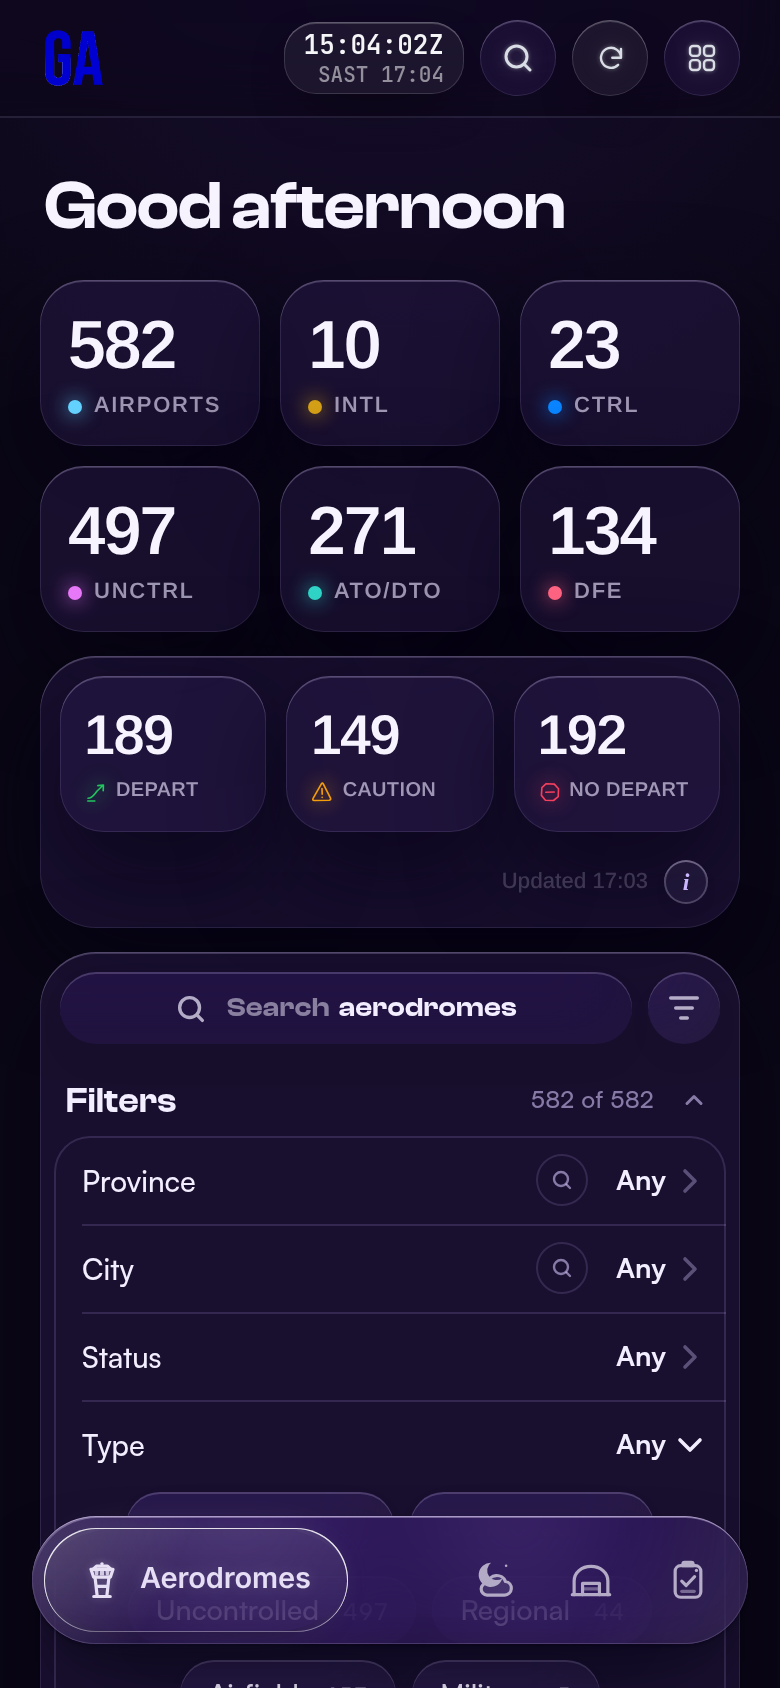 GA
15:04:02Z
SAST 17:04
Good afternoon
582
AIRPORTS
10
INTL
23
CTRL
497
UNCTRL
271
ATO/DTO
134
DFE
189
DEPART
149
CAUTION
192
NO DEPART
Updated 17:03
i
Search aerodromes
Filters
582 of 582
Province
Any
City
Any
Status
Any
Type
Any
Aerodromes
Uncontrolled 497
Regional 44